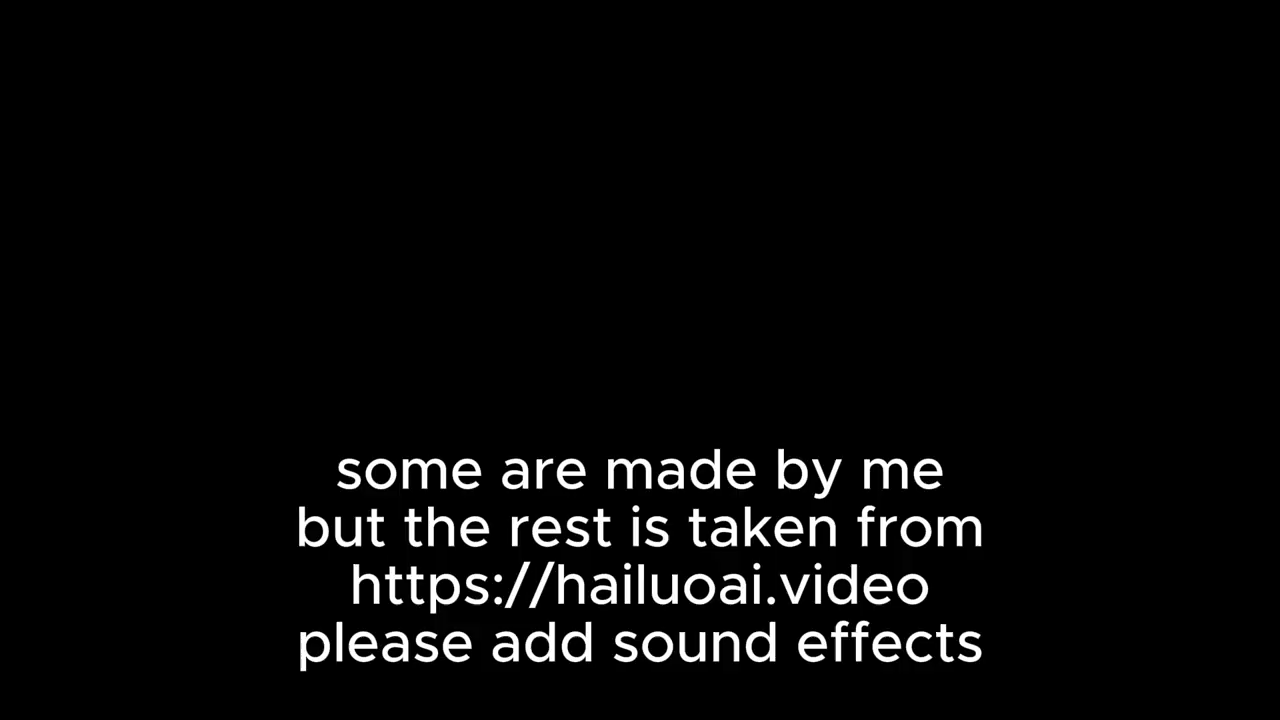 some are made by me
but the rest is taken from
https://hailuoai.video
please add sound effects